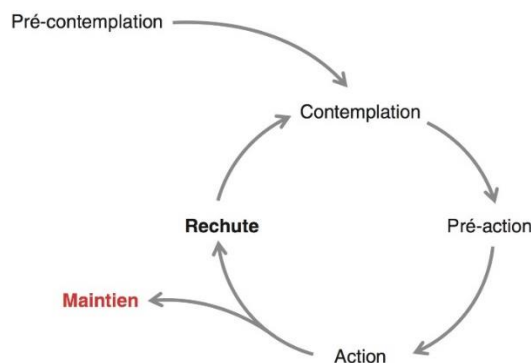 Pré-contemplation
Contemplation
Rechute
Pré-action
Maintien
Action